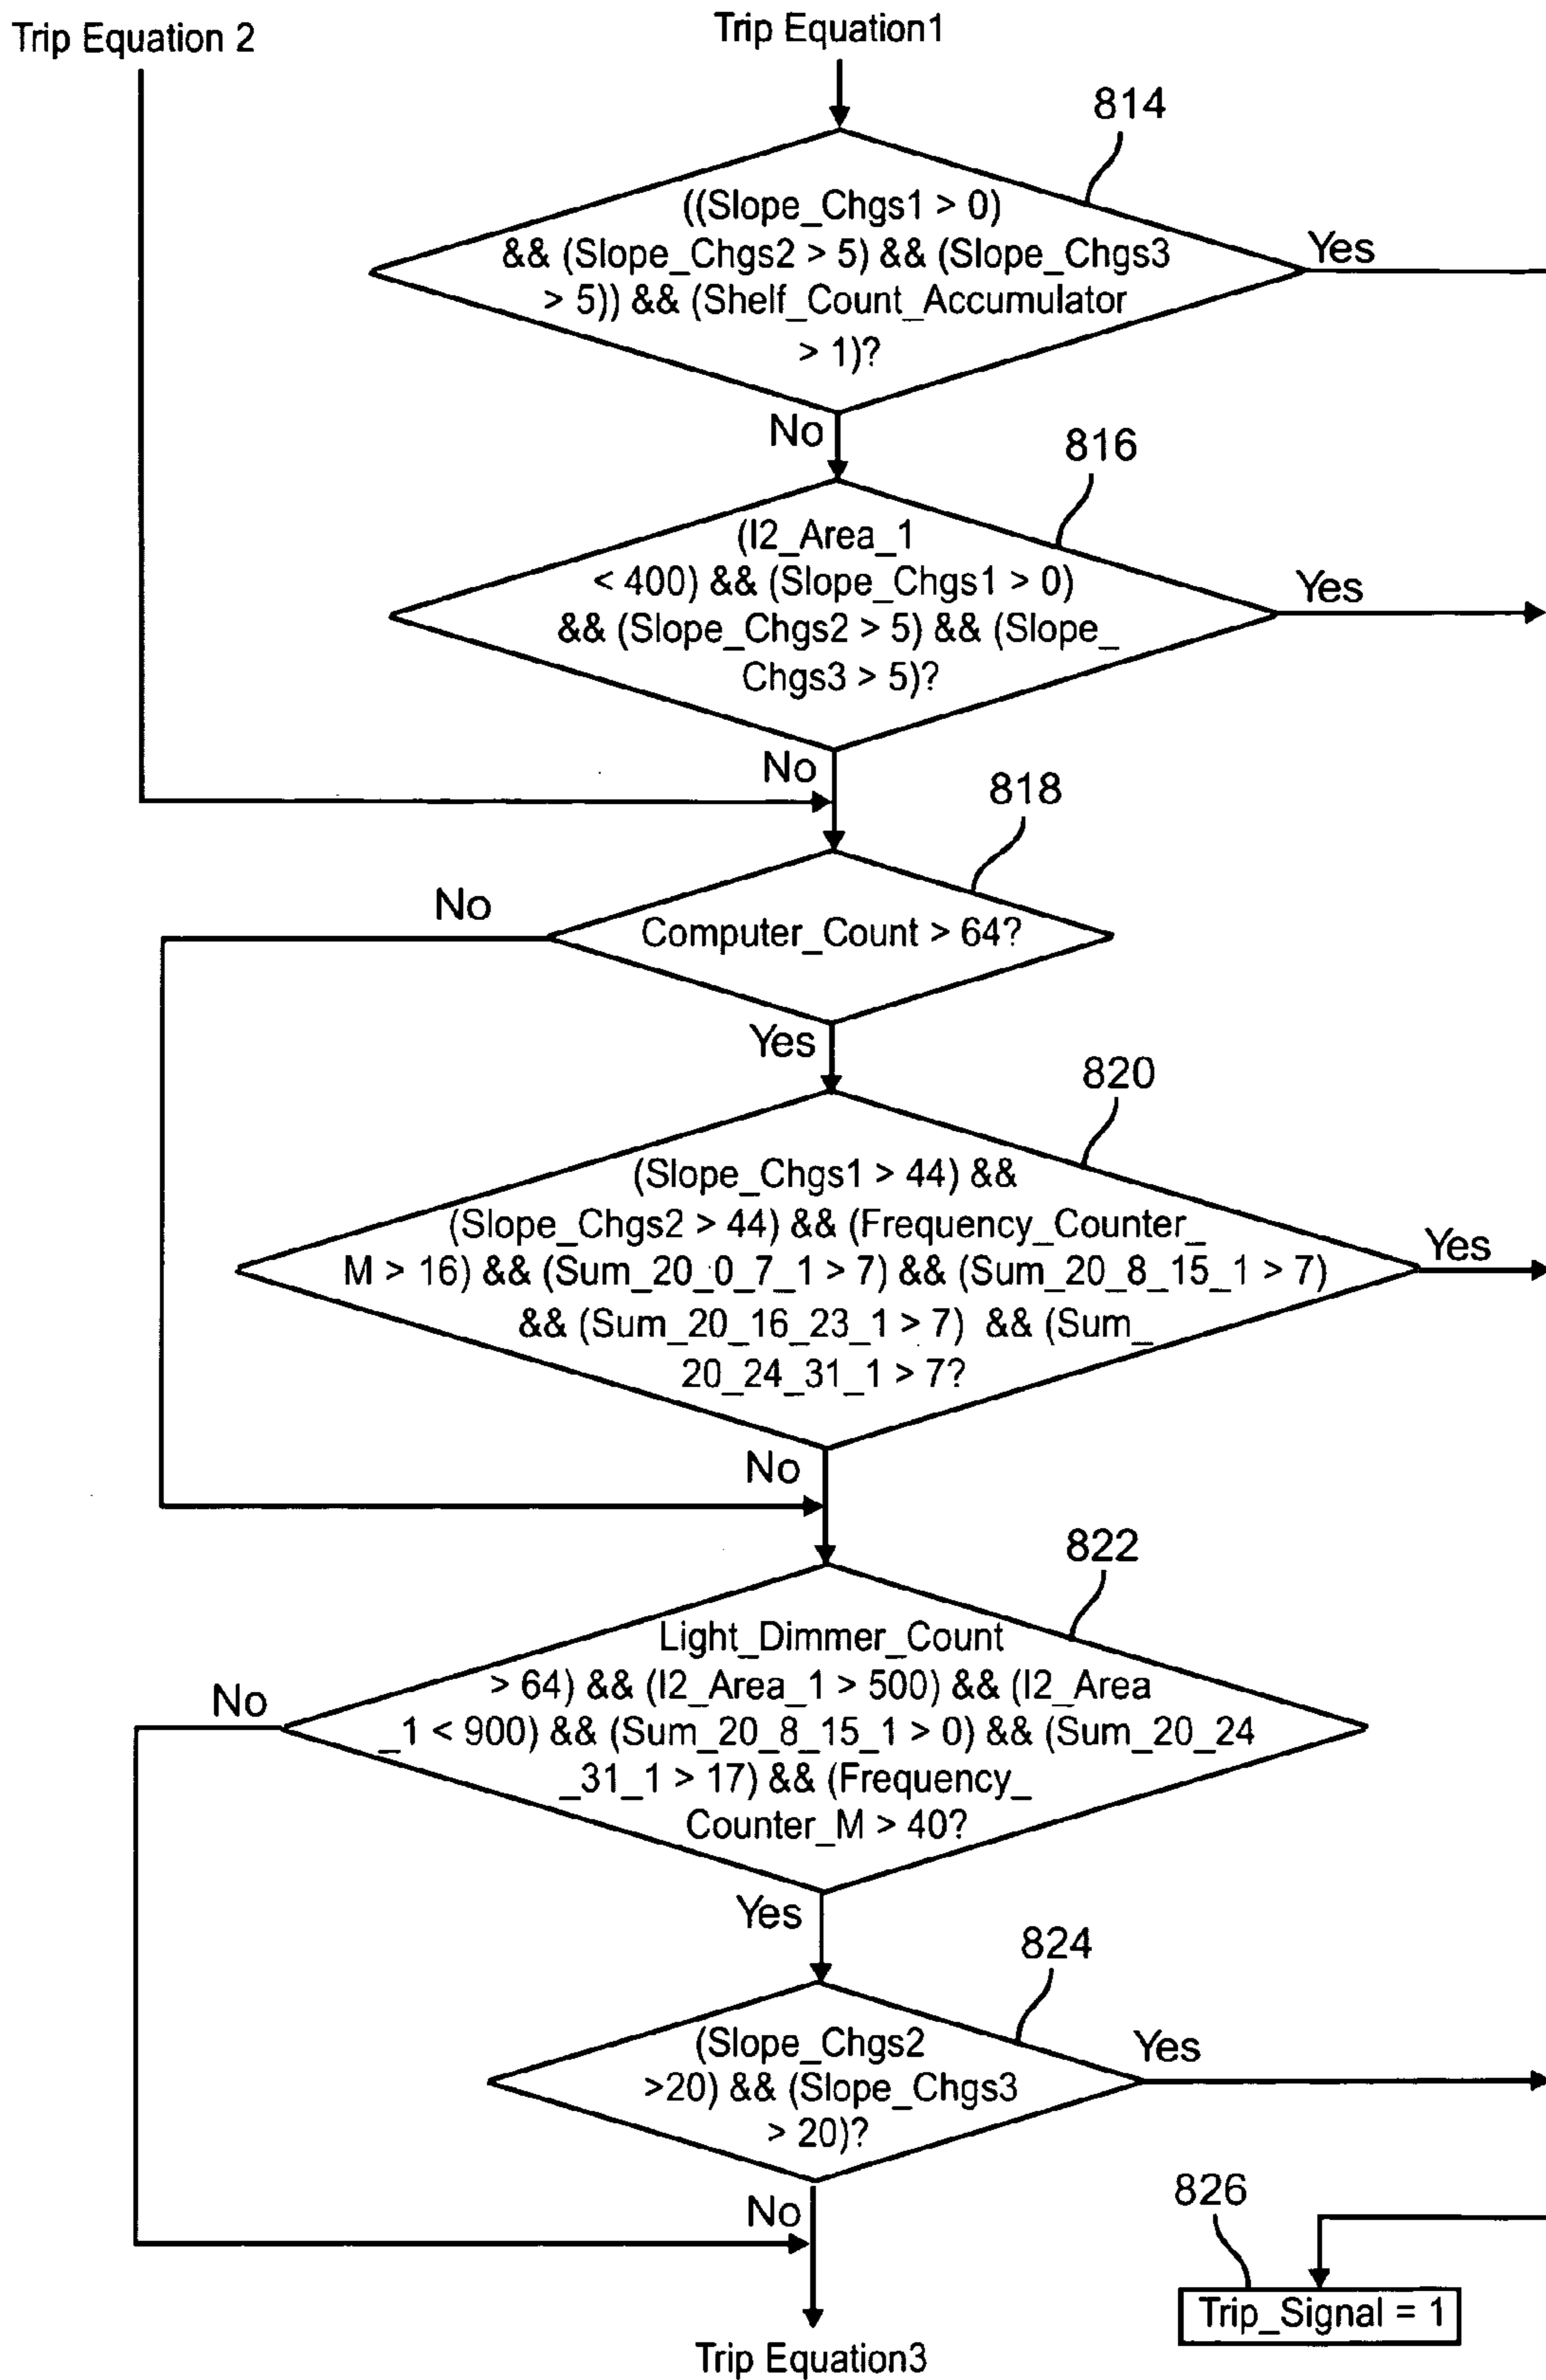 Trip Equation 2
Trip Equation1
814
((Slope_Chgs1 > 0)
&& (Slope_Chgs2 > 5) && (Slope_Chgs3
> 5)) && (Shelf_Count_Accumulator
> 1)?
Yes
No
816
(I2_Area_1
< 400) && (Slope_Chgs1 > 0)
&& (Slope_Chgs2 > 5) && (Slope_
Chgs3 > 5)?
Yes
No
818
Computer_Count > 64?
No
Yes
820
(Slope_Chgs1 > 44) &&
(Slope_Chgs2 > 44) && (Frequency_Counter_
M > 16) && (Sum_20_0_7_1 > 7) && (Sum_20_8_15_1 > 7)
&& (Sum_20_16_23_1 > 7) && (Sum_
20_24_31_1 > 7?
Yes
No
822
Light_Dimmer_Count
> 64) && (I2_Area_1 > 500) && (I2_Area
_1 < 900) && (Sum_20_8_15_1 > 0) && (Sum_20_24
_31_1 > 17) && (Frequency_
Counter_M > 40?
No
Yes
824
(Slope_Chgs2
>20) && (Slope_Chgs3
> 20)?
Yes
No
826
Trip_Signal = 1
Trip Equation3